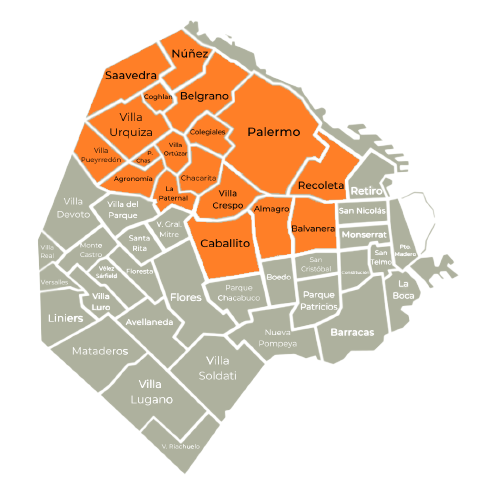 Núñez
Saavedra
Coghlan
Belgrano
Villa
Urquiza
Colegiales
Palermo
Villa
Ortúzar
Villa
Pueyrredón
P.
Chas
Agronomía
Chacarita
La
Paternal
Villa
Crespo
Recoleta
Retiro
Villa
Devoto
Villa del
Parque
Almagro
San Nicolás
V. Gral.
Mitre
Balvanera
Monserrat
Santa
Rita
Caballito
Villa
Real
Monte
Castro
San
Telmo
Pto.
Madero
San
Cristóbal
Vélez
Sarsfield
Floresta
Boedo
Versalles
Parque
Chacabuco
La
Boca
Villa
Luro
Flores
Parque
Patricios
Liniers
Avellaneda
Barracas
Nueva
Pompeya
Mataderos
Villa
Soldati
Villa
Lugano
V. Riachuelo